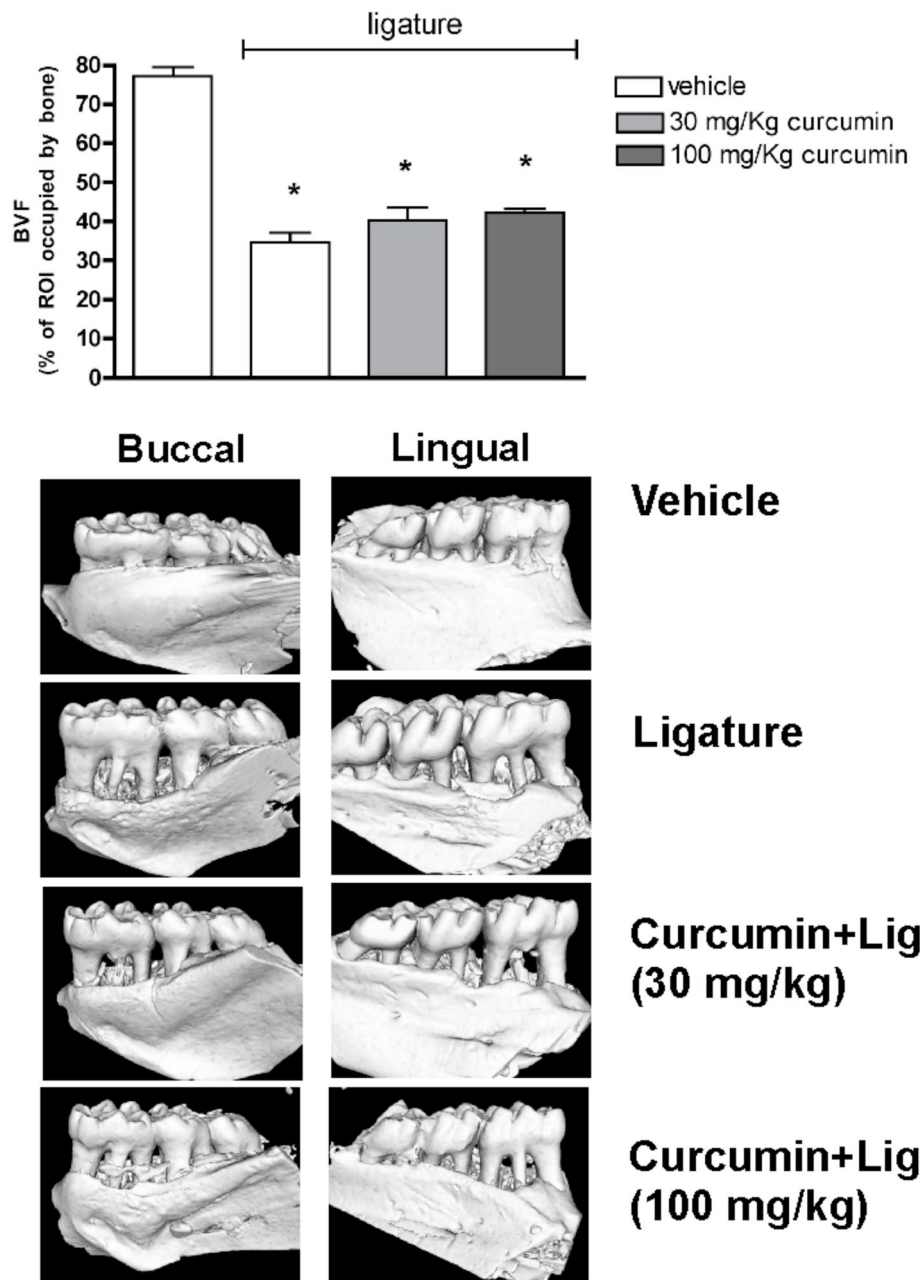 ligature
80
70
60
50
40
30
20
10
0
BVF
(% of ROI occupied by bone)
*
*
*
vehicle
30 mg/Kg curcumin
100 mg/Kg curcumin
Buccal
Lingual
Vehicle
Ligature
Curcumin+Lig
(30 mg/kg)
Curcumin+Lig
(100 mg/kg)